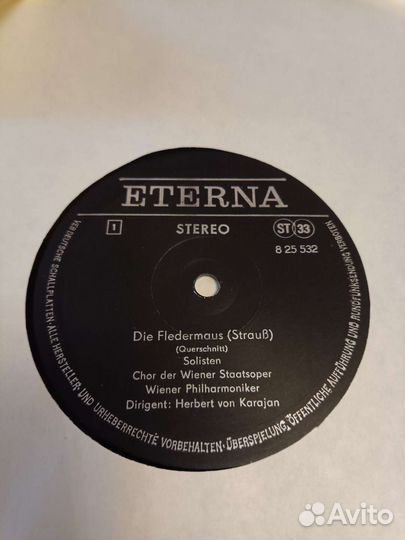 ETERNA
1 STEREO ST 33
8 25 532
Die Fledermaus (Strauß)
(Querschnitt)
Solisten
Chor der Wiener Staatsoper
Wiener Philharmoniker
Dirigent: Herbert von Karajan
VEB DEUTSCHE SCHALLPLATTEN · ALLE HERSTELLER- UND URHEBERRECHTE VORBEHALTEN · ÜBERSPIELUNG, ÖFFENTLICHE AUFFÜHRUNG UND RUNDFUNKSENDUNG VERBOTEN
Avito